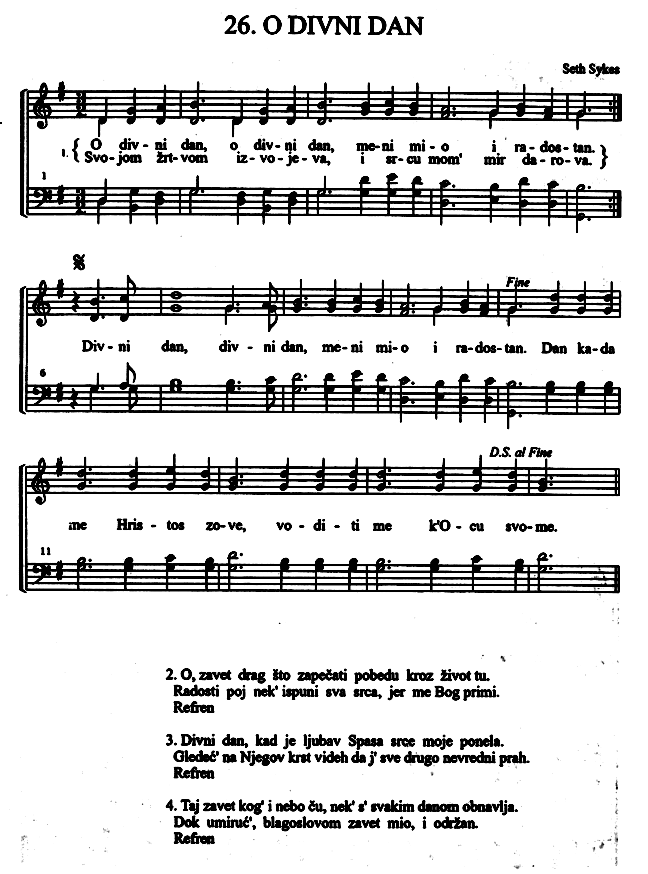 26. O DIVNI DAN
Seth Sykes
1. { O div - ni dan, o div - ni dan, me-ni mi - o i ra-dos-tan. }
{ Svo-jom žrt-vom iz - vo - je-va, i sr-cu mom' mir da-ro-va. }
1
Fine
Div - ni dan, div - ni dan, me-ni mi-o i ra-dos-tan. Dan ka-da
6
D.S. al Fine
me Hris - tos zo-ve, vo - di - ti me k'O - cu svo-me.
11
2. O, zavet drag što zapečati pobedu kroz život tu.
Radosti poj nek' ispuni sva srca, jer me Bog primi.
Refren
3. Divni dan, kad je ljubav Spasa srce moje ponela.
Gledeć' na Njegov krst videh da j' sve drugo nevredni prah.
Refren
4. Taj zavet kog' i nebo ču, nek' s' svakim danom obnavlja.
Dok umiruć', blagoslovom zavet mio, i održan.
Refren